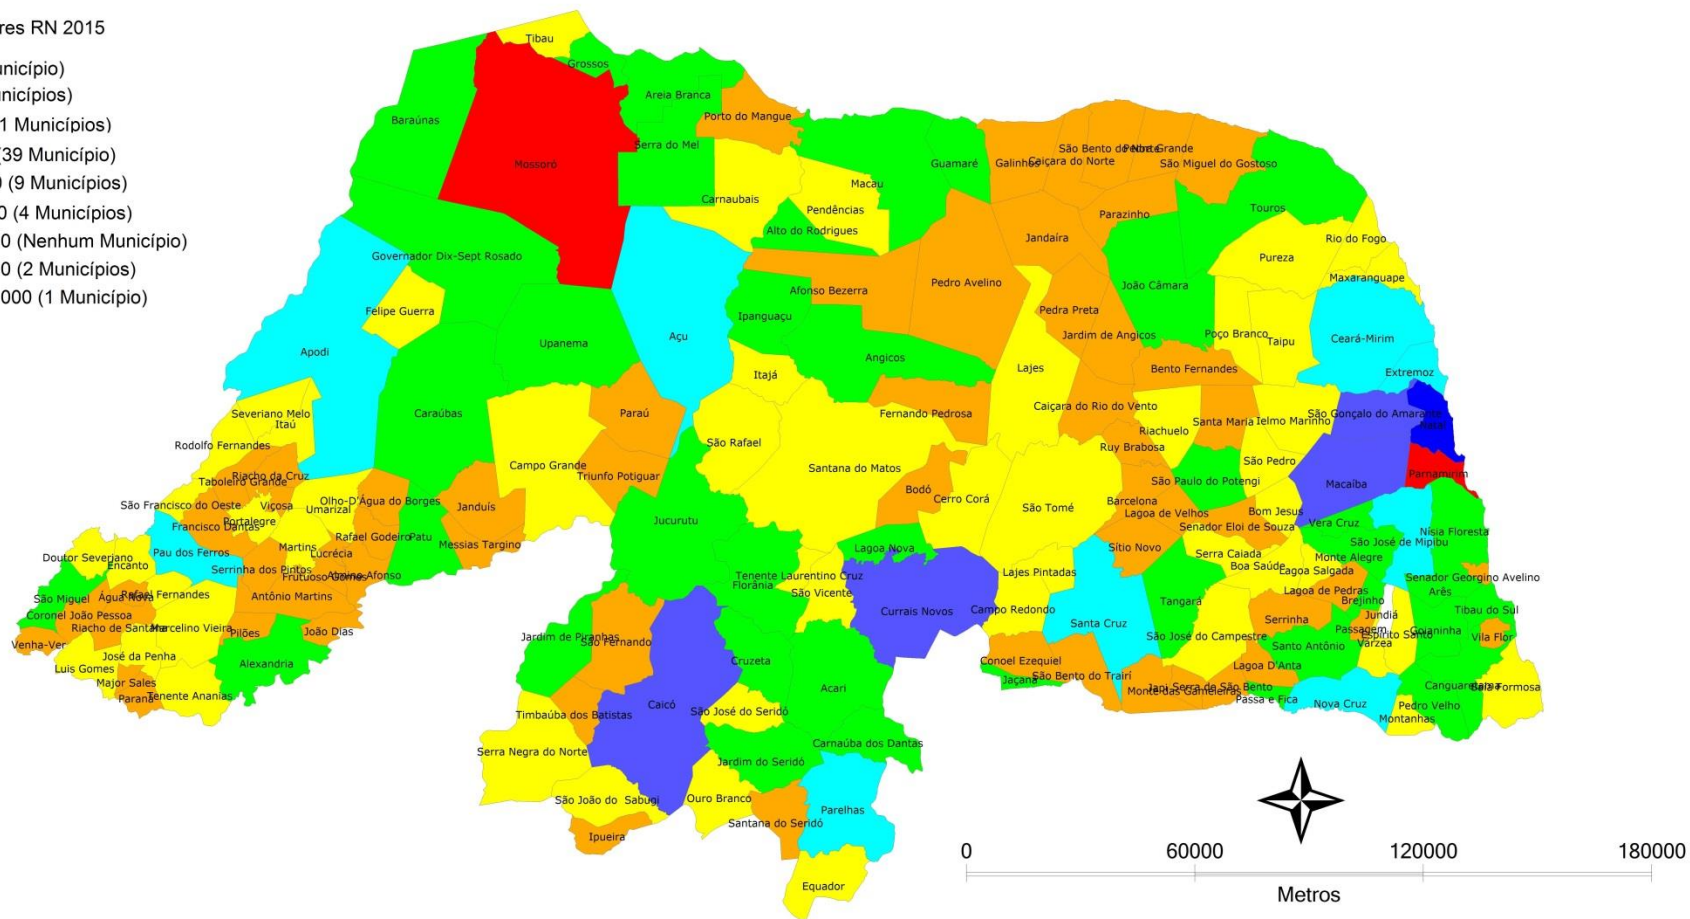 res RN 2015
unicípio)
nicípios)
1 Municípios)
(39 Município)
0 (9 Municípios)
0 (4 Municípios)
0 (Nenhum Município)
0 (2 Municípios)
000 (1 Município)
Tibau
Grossos
Areia Branca
Baraúnas
Porto do Mangue
Serra do Mel
Mossoró
Guamaré
Galinhos
Caiçara do Norte
São Bento do Norte
Pedra Grande
São Miguel do Gostoso
Macau
Carnaubais
Pendências
Alto do Rodrigues
Parazinho
Touros
Jandaíra
Rio do Fogo
Governador Dix-Sept Rosado
Pureza
Maxaranguape
Felipe Guerra
Afonso Bezerra
Pedro Avelino
João Câmara
Ipanguaçu
Pedra Preta
Jardim de Angicos
Poço Branco
Taipu
Ceará-Mirim
Apodi
Upanema
Açu
Angicos
Itajá
Lajes
Bento Fernandes
Extremoz
Severiano Melo
Itaú
Caraúbas
Paraú
Fernando Pedrosa
Caiçara do Rio do Vento
Riachuelo
Santa Maria
Ielmo Marinho
São Gonçalo do Amarante
Natal
Rodolfo Fernandes
São Rafael
Ruy Brabosa
São Pedro
Riacho da Cruz
Taboleiro Grande
Campo Grande
Triunfo Potiguar
Santana do Matos
São Paulo do Potengi
Macaíba
Parnamirim
São Francisco do Oeste
Viçosa
Olho-D'Água do Borges
Umarizal
Janduís
Bodó
Cerro Corá
São Tomé
Barcelona
Lagoa de Velhos
Bom Jesus
Francisco Dantas
Portalegre
Jucurutu
Senador Eloi de Souza
Vera Cruz
Nísia Floresta
Doutor Severiano
Encanto
Pau dos Ferros
Martins
Lucrécia
Rafael Godeiro
Patu
Messias Targino
Lagoa Nova
Sítio Novo
Serra Caiada
Boa Saúde
Monte Alegre
São José de Mipibu
Serrinha dos Pintos
Frutuoso Gomes
Almino Afonso
Tenente Laurentino Cruz
Florânia
São Vicente
Lajes Pintadas
Lagoa Salgada
Senador Georgino Avelino
São Miguel
Água Nova
Rafael Fernandes
Antônio Martins
Currais Novos
Campo Redondo
Tangará
Lagoa de Pedras
Brejinho
Arês
Coronel João Pessoa
Riacho de Santana
Marcelino Vieira
Pilões
João Dias
Santa Cruz
Serrinha
Jundiá
Passagem
Espírito Santo
Goianinha
Tibau do Sul
Venha-Ver
José da Penha
Alexandria
Jardim de Piranhas
São Fernando
Cruzeta
São José do Campestre
Santo Antônio
Várzea
Vila Flor
Luis Gomes
Major Sales
Paraná
Tenente Ananías
Acari
Conoel Ezequiel
Jaçanã
São Bento do Trairí
Lagoa D'Anta
Monte das Gameleiras
Japi
Serra de São Bento
Passa e Fica
Nova Cruz
Canguaretama
Baía Formosa
Pedro Velho
Montanhas
Timbaúba dos Batistas
Caicó
São José do Seridó
Serra Negra do Norte
Jardim do Seridó
Carnaúba dos Dantas
São João do Sabugi
Ouro Branco
Santana do Seridó
Parelhas
Ipueira
Equador
0 60000 120000 180000
Metros